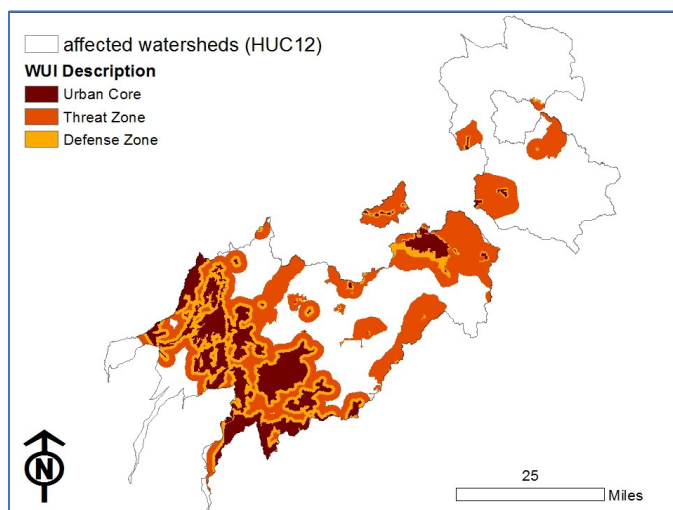 affected watersheds (HUC12)
WUI Description
Urban Core
Threat Zone
Defense Zone
N
25
Miles